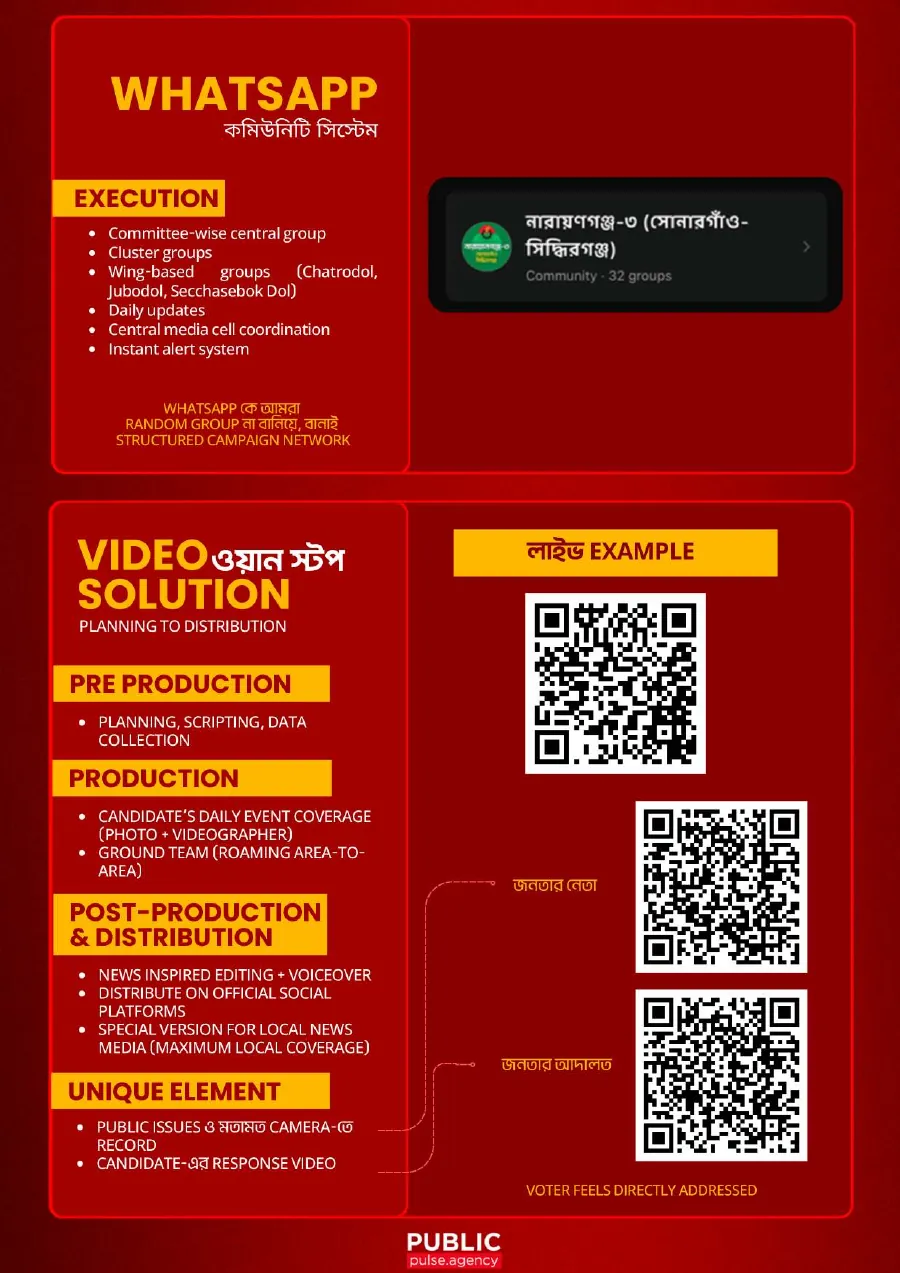 WHATSAPP
কমিউনিটি সিস্টেম
EXECUTION
Committee-wise central group
Cluster groups
Wing-based groups (Chatrodol,
Jubodol, Secchasebok Dol)
Daily updates
Central media cell coordination
Instant alert system
WHATSAPP কে আমরা
RANDOM GROUP না বানিয়ে, বানাই
STRUCTURED CAMPAIGN NETWORK
নারায়ণগঞ্জ-৩ (সোনারগাঁও-
সিদ্ধিরগঞ্জ)
Community · 32 groups
VIDEO ওয়ান স্টপ
SOLUTION
PLANNING TO DISTRIBUTION
PRE PRODUCTION
PLANNING, SCRIPTING, DATA
COLLECTION
PRODUCTION
CANDIDATE'S DAILY EVENT COVERAGE
(PHOTO + VIDEOGRAPHER)
GROUND TEAM (ROAMING AREA-TO-
AREA)
POST-PRODUCTION
& DISTRIBUTION
NEWS INSPIRED EDITING + VOICEOVER
DISTRIBUTE ON OFFICIAL SOCIAL
PLATFORMS
SPECIAL VERSION FOR LOCAL NEWS
MEDIA (MAXIMUM LOCAL COVERAGE)
UNIQUE ELEMENT
PUBLIC ISSUES ও মতামত CAMERA-তে
RECORD
CANDIDATE-এর RESPONSE VIDEO
লাইভ EXAMPLE
জনতার নেতা
জনতার আদালত
VOTER FEELS DIRECTLY ADDRESSED
PUBLIC
pulse.agency